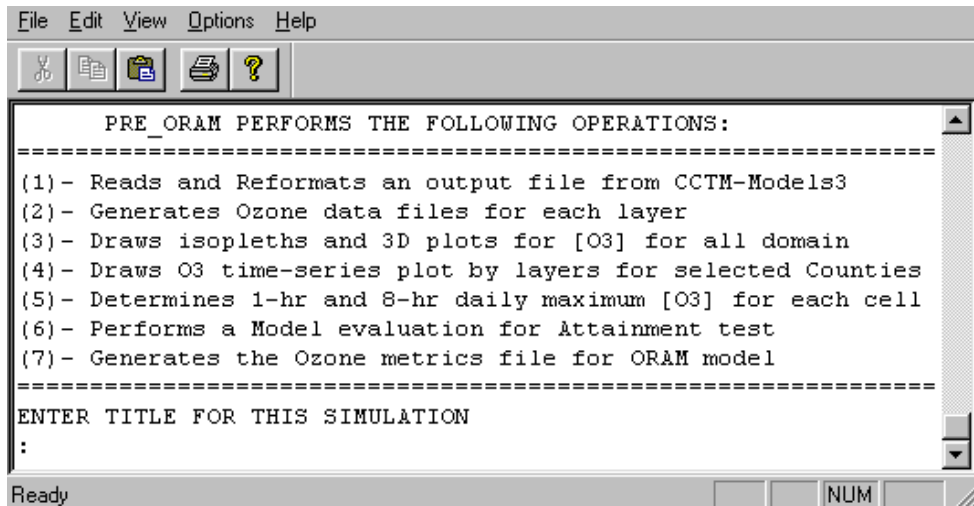 File Edit View Options Help
PRE_ORAM PERFORMS THE FOLLOWING OPERATIONS:
===============================================================
(1)- Reads and Reformats an output file from CCTM-Models3
(2)- Generates Ozone data files for each layer
(3)- Draws isopleths and 3D plots for [O3] for all domain
(4)- Draws O3 time-series plot by layers for selected Counties
(5)- Determines 1-hr and 8-hr daily maximum [O3] for each cell
(6)- Performs a Model evaluation for Attainment test
(7)- Generates the Ozone metrics file for ORAM model
===============================================================
ENTER TITLE FOR THIS SIMULATION
:
Ready NUM